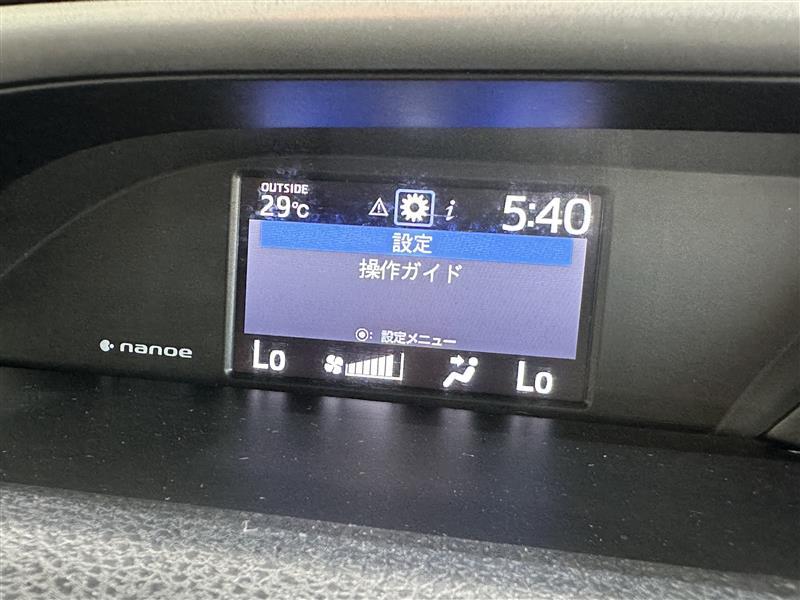 OUTSIDE
29℃
i
5:40
設定
操作ガイド
◉: 設定メニュー
nanoe
Lo
Lo